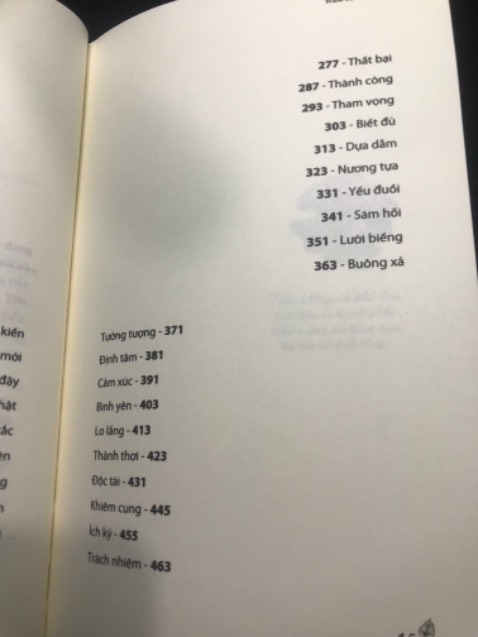 277 - Thất bại
287 - Thành công
293 - Tham vọng
303 - Biết đủ
313 - Dựa dẫm
323 - Nương tựa
331 - Yếu đuối
341 - Sám hối
351 - Lười biếng
363 - Buông xả
Tưởng tượng - 371
Định tâm - 381
Cảm xúc - 391
Bình yên - 403
Lo lắng - 413
Thảnh thơi - 423
Độc tài - 431
Khiêm cung - 445
Ích kỷ - 455
Trách nhiệm - 463
kiến
mới
đây